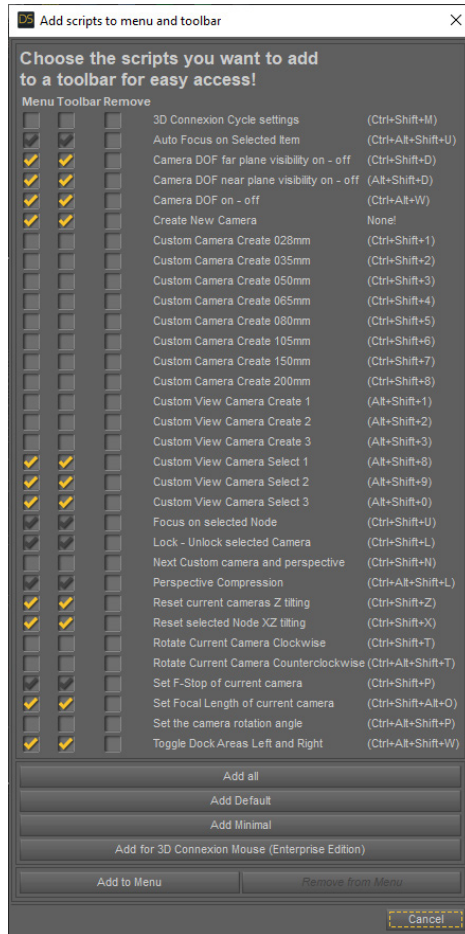 DS Add scripts to menu and toolbar
Choose the scripts you want to add
to a toolbar for easy access!
Menu Toolbar Remove
3D Connexion Cycle settings (Ctrl+Shift+M)
Auto Focus on Selected Item (Ctrl+Alt+Shift+U)
Camera DOF far plane visibility on - off (Ctrl+Shift+D)
Camera DOF near plane visibility on - off (Alt+Shift+D)
Camera DOF on - off (Ctrl+Alt+W)
Create New Camera None!
Custom Camera Create 028mm (Ctrl+Shift+1)
Custom Camera Create 035mm (Ctrl+Shift+2)
Custom Camera Create 050mm (Ctrl+Shift+3)
Custom Camera Create 065mm (Ctrl+Shift+4)
Custom Camera Create 080mm (Ctrl+Shift+5)
Custom Camera Create 105mm (Ctrl+Shift+6)
Custom Camera Create 150mm (Ctrl+Shift+7)
Custom Camera Create 200mm (Ctrl+Shift+8)
Custom View Camera Create 1 (Alt+Shift+1)
Custom View Camera Create 2 (Alt+Shift+2)
Custom View Camera Create 3 (Alt+Shift+3)
Custom View Camera Select 1 (Alt+Shift+8)
Custom View Camera Select 2 (Alt+Shift+9)
Custom View Camera Select 3 (Alt+Shift+0)
Focus on selected Node (Ctrl+Shift+U)
Lock - Unlock selected Camera (Ctrl+Shift+L)
Next Custom camera and perspective (Ctrl+Shift+N)
Perspective Compression (Ctrl+Alt+Shift+L)
Reset current cameras Z tilting (Ctrl+Shift+Z)
Reset selected Node XZ tilting (Ctrl+Shift+X)
Rotate Current Camera Clockwise (Ctrl+Shift+T)
Rotate Current Camera Counterclockwise (Ctrl+Alt+Shift+T)
Set F-Stop of current camera (Ctrl+Shift+P)
Set Focal Length of current camera (Ctrl+Shift+Alt+O)
Set the camera rotation angle (Ctrl+Alt+Shift+P)
Toggle Dock Areas Left and Right (Ctrl+Alt+Shift+W)
Add all
Add Default
Add Minimal
Add for 3D Connexion Mouse (Enterprise Edition)
Add to Menu Remove from Menu
Cancel